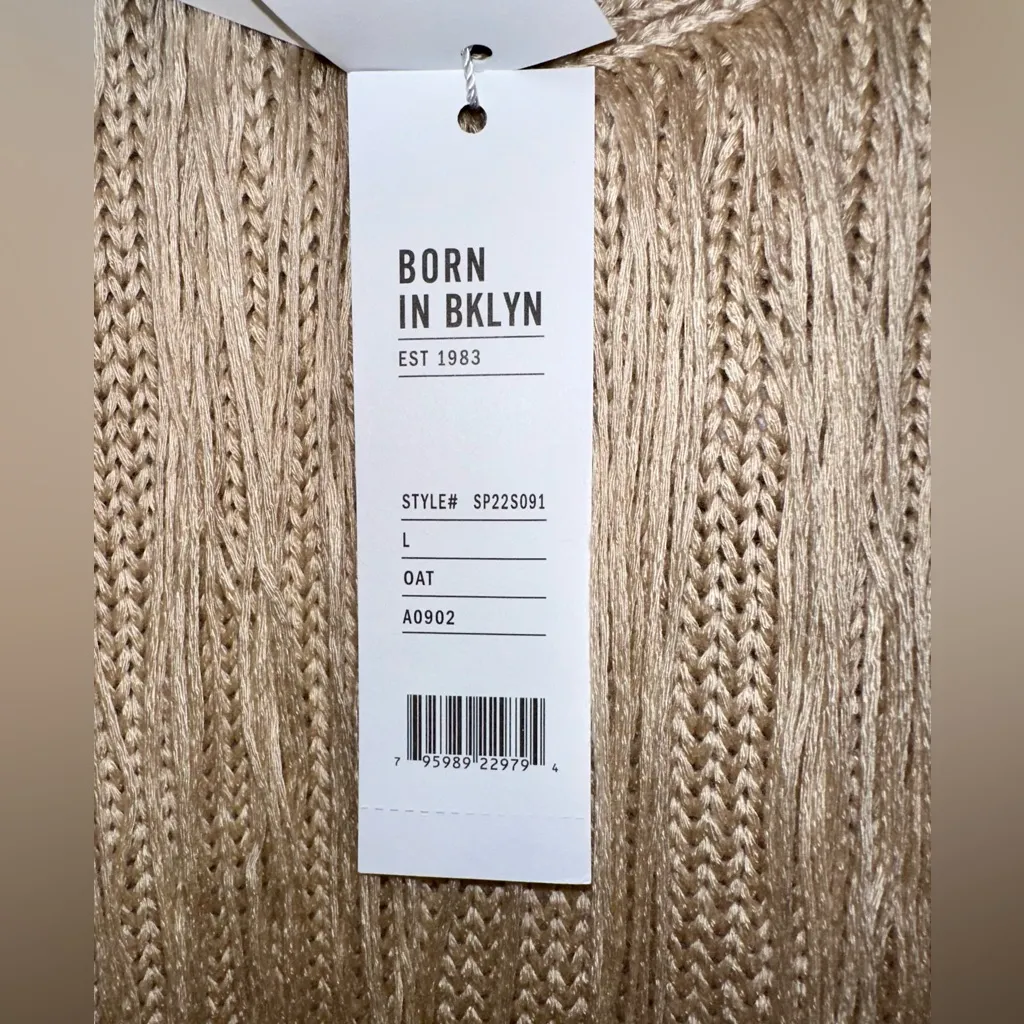 BORN
IN BKLYN
EST 1983
STYLE# SP22S091
L
OAT
A0902
7 95989 22979 4